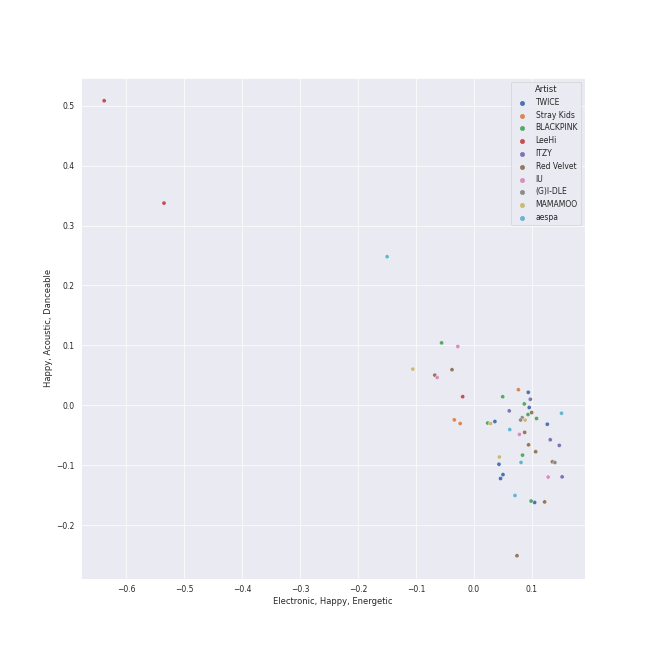 Artist
TWICE
Stray Kids
BLACKPINK
LeeHi
ITZY
Red Velvet
IU
(G)I-DLE
MAMAMOO
aespa
Happy, Acoustic, Danceable
0.5
0.4
0.3
0.2
0.1
0.0
−0.1
−0.2
−0.6
−0.5
−0.4
−0.3
−0.2
−0.1
0.0
0.1
Electronic, Happy, Energetic